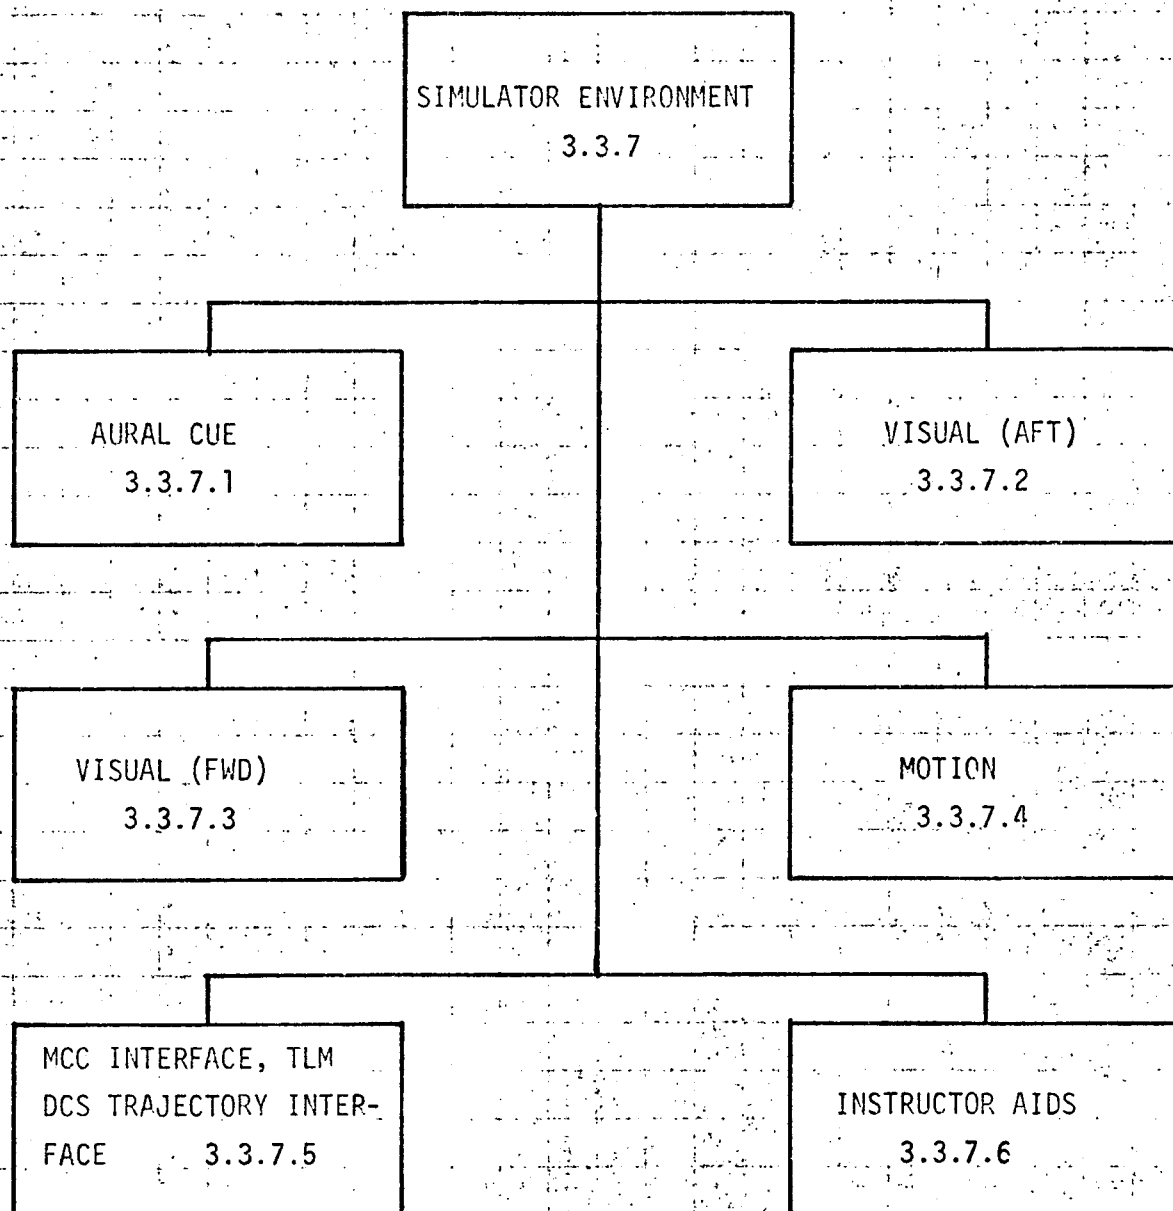 SIMULATOR ENVIRONMENT
3.3.7
AURAL CUE
3.3.7.1
VISUAL (AFT)
3.3.7.2
VISUAL (FWD)
3.3.7.3
MOTION
3.3.7.4
MCC INTERFACE, TLM
DCS TRAJECTORY INTER-
FACE 3.3.7.5
INSTRUCTOR AIDS
3.3.7.6